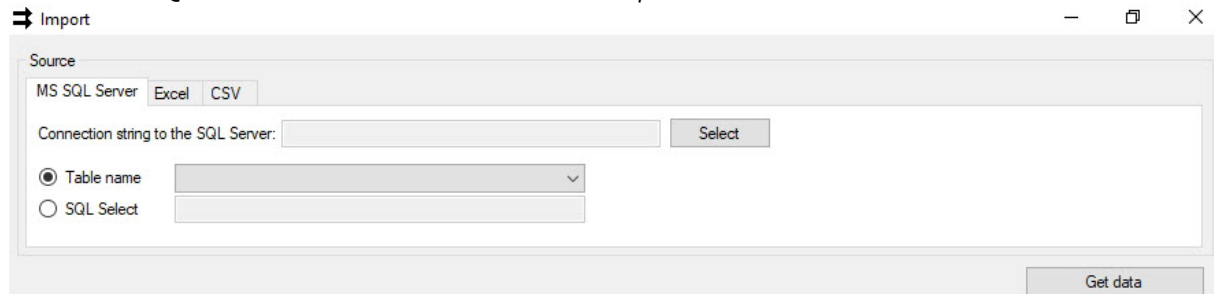 Import
Source
MS SQL Server Excel CSV
Connection string to the SQL Server: Select
Table name
SQL Select
Get data